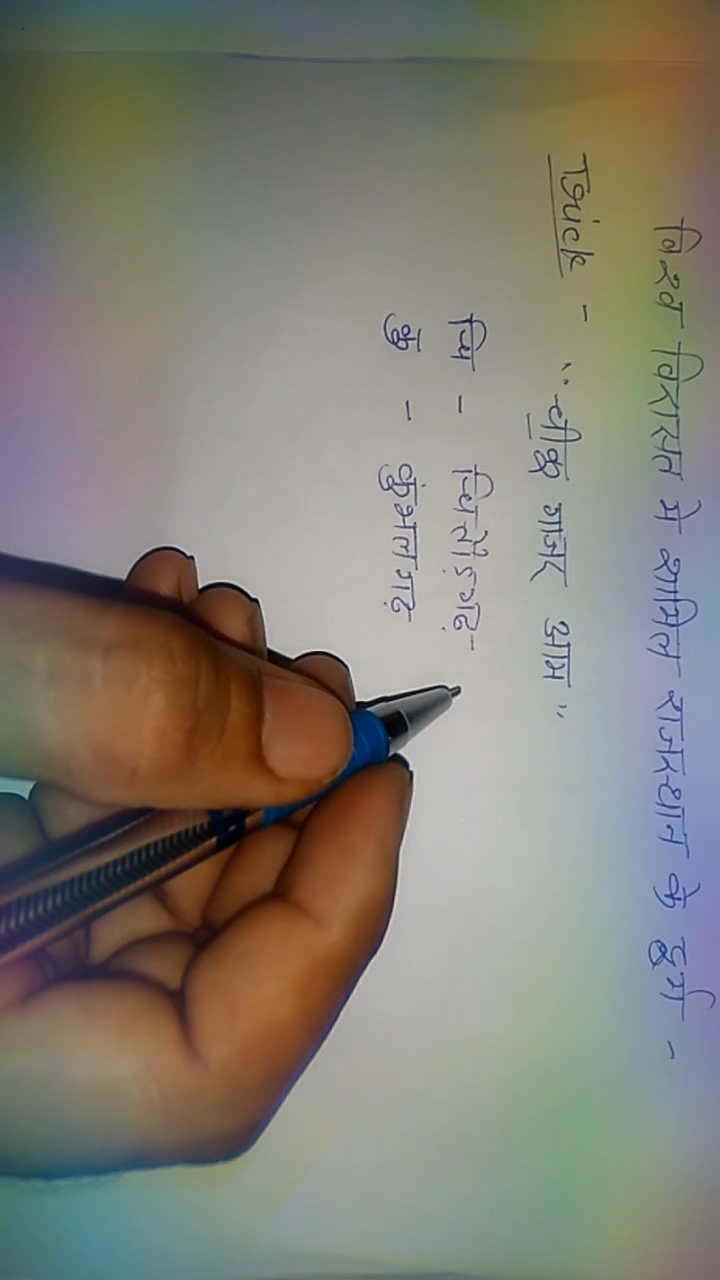 विश्व विरासत मे शामिल राजस्थान के दुर्ग -
Trick - "चीकू गाजर आम"
चि - चित्तौड़गढ़
कुं - कुंभलगढ़